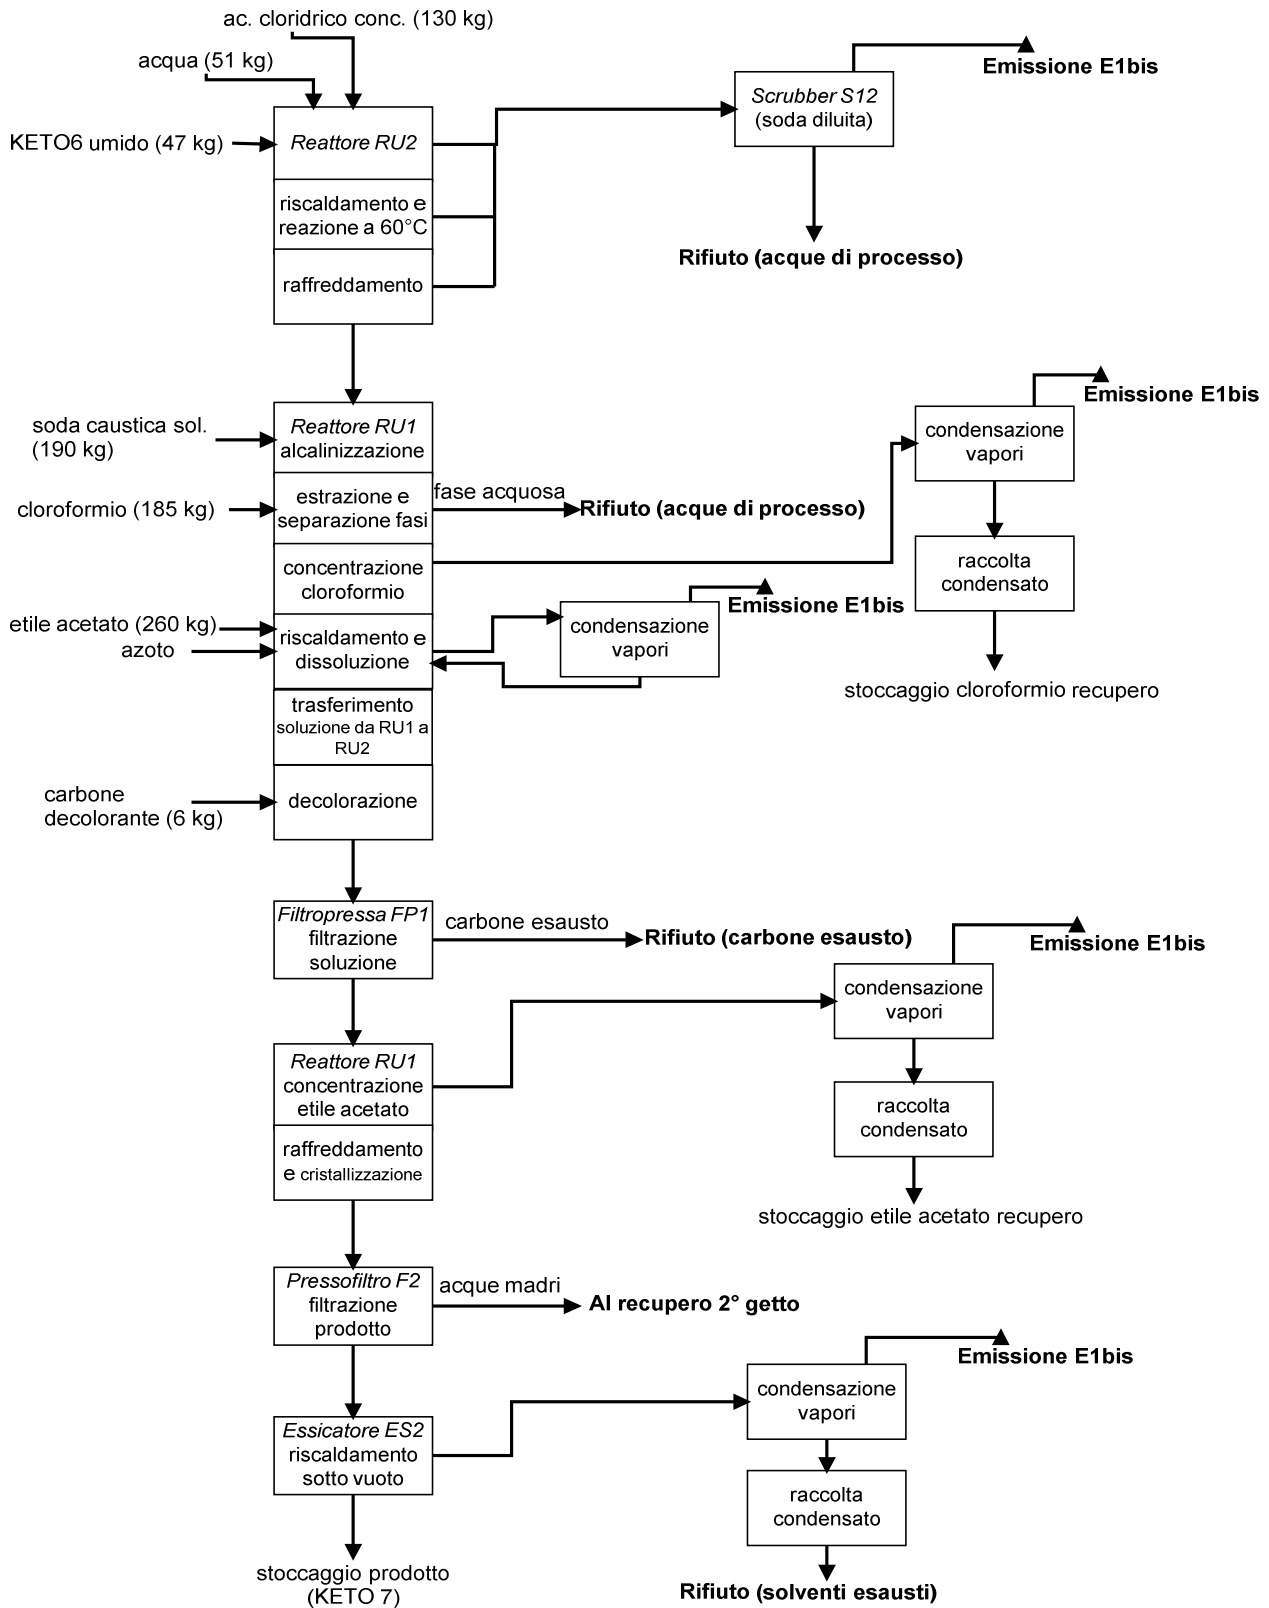 ac. cloridrico conc. (130 kg)
acqua (51 kg)
Emissione E1bis
Scrubber S12
(soda diluita)
KETO6 umido (47 kg)
Reattore RU2
riscaldamento e
reazione a 60°C
Rifiuto (acque di processo)
raffreddamento
Emissione E1bis
soda caustica sol.
(190 kg)
Reattore RU1
alcalinizzazione
condensazione
vapori
cloroformio (185 kg)
estrazione e
separazione fasi
fase acquosa
Rifiuto (acque di processo)
concentrazione
cloroformio
raccolta
condensato
Emissione E1bis
etile acetato (260 kg)
azoto
riscaldamento e
dissoluzione
condensazione
vapori
stoccaggio cloroformio recupero
trasferimento
soluzione da RU1 a
RU2
carbone
decolorante (6 kg)
decolorazione
Filtropressa FP1
filtrazione
soluzione
carbone esausto
Rifiuto (carbone esausto)
Emissione E1bis
condensazione
vapori
Reattore RU1
concentrazione
etile acetato
raccolta
condensato
raffreddamento
e cristallizzazione
stoccaggio etile acetato recupero
Pressofiltro F2
filtrazione
prodotto
acque madri
Al recupero 2° getto
Emissione E1bis
condensazione
vapori
Essicatore ES2
riscaldamento
sotto vuoto
raccolta
condensato
stoccaggio prodotto
(KETO 7)
Rifiuto (solventi esausti)